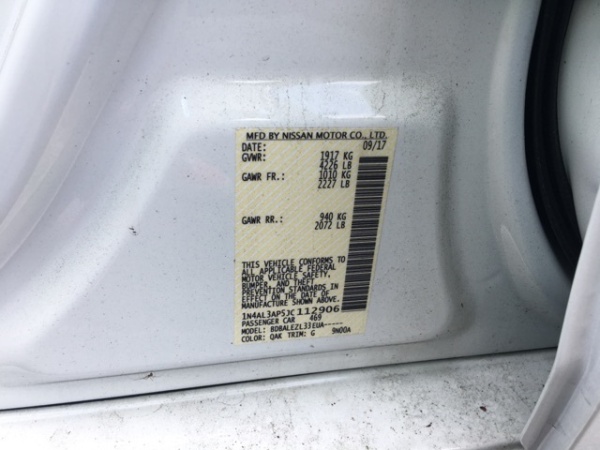 MFD BY NISSAN MOTOR CO., LTD.
DATE: 09/17
GVWR: 1917 KG
4226 LB
GAWR FR.: 1010 KG
2227 LB
GAWR RR.: 940 KG
2072 LB
THIS VEHICLE CONFORMS TO
ALL APPLICABLE FEDERAL
MOTOR VEHICLE SAFETY,
BUMPER, AND THEFT
PREVENTION STANDARDS IN
EFFECT ON THE DATE OF
MANUFACTURE SHOWN ABOVE.
1N4AL3AP5JC112906
PASSENGER CAR 469
MODEL: BDBALEZL33EUA-----
COLOR: QAK TRIM: G 9N00A